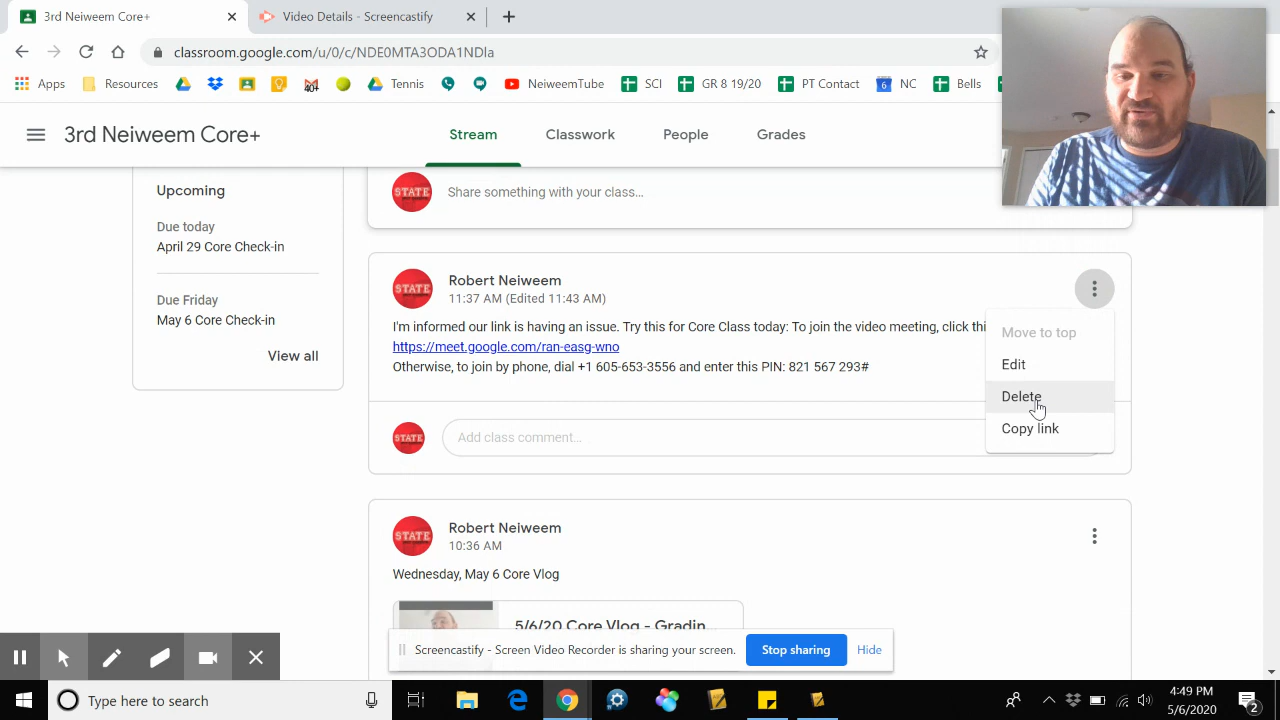 3rd Neiweem Core+
Video Details - Screencastify
classroom.google.com/u/0/c/NDE0MTA3ODA1NDla
Apps
Resources
Tennis
NeiweemTube
SCI
GR 8 19/20
PT Contact
NC
Bells
3rd Neiweem Core+
Stream
Classwork
People
Grades
Upcoming
Due today
April 29 Core Check-in
Due Friday
May 6 Core Check-in
View all
STATE
Share something with your class…
STATE
Robert Neiweem
11:37 AM (Edited 11:43 AM)
I'm informed our link is having an issue. Try this for Core Class today: To join the video meeting, click thi
https://meet.google.com/ran-easg-wno
Otherwise, to join by phone, dial +1 605-653-3556 and enter this PIN: 821 567 293#
Move to top
Edit
Delete
Copy link
STATE
Add class comment…
STATE
Robert Neiweem
10:36 AM
Wednesday, May 6 Core Vlog
5/6/20 Core Vlog - Gradin...
Screencastify - Screen Video Recorder is sharing your screen.
Stop sharing
Hide
Type here to search
4:49 PM
5/6/2020
2